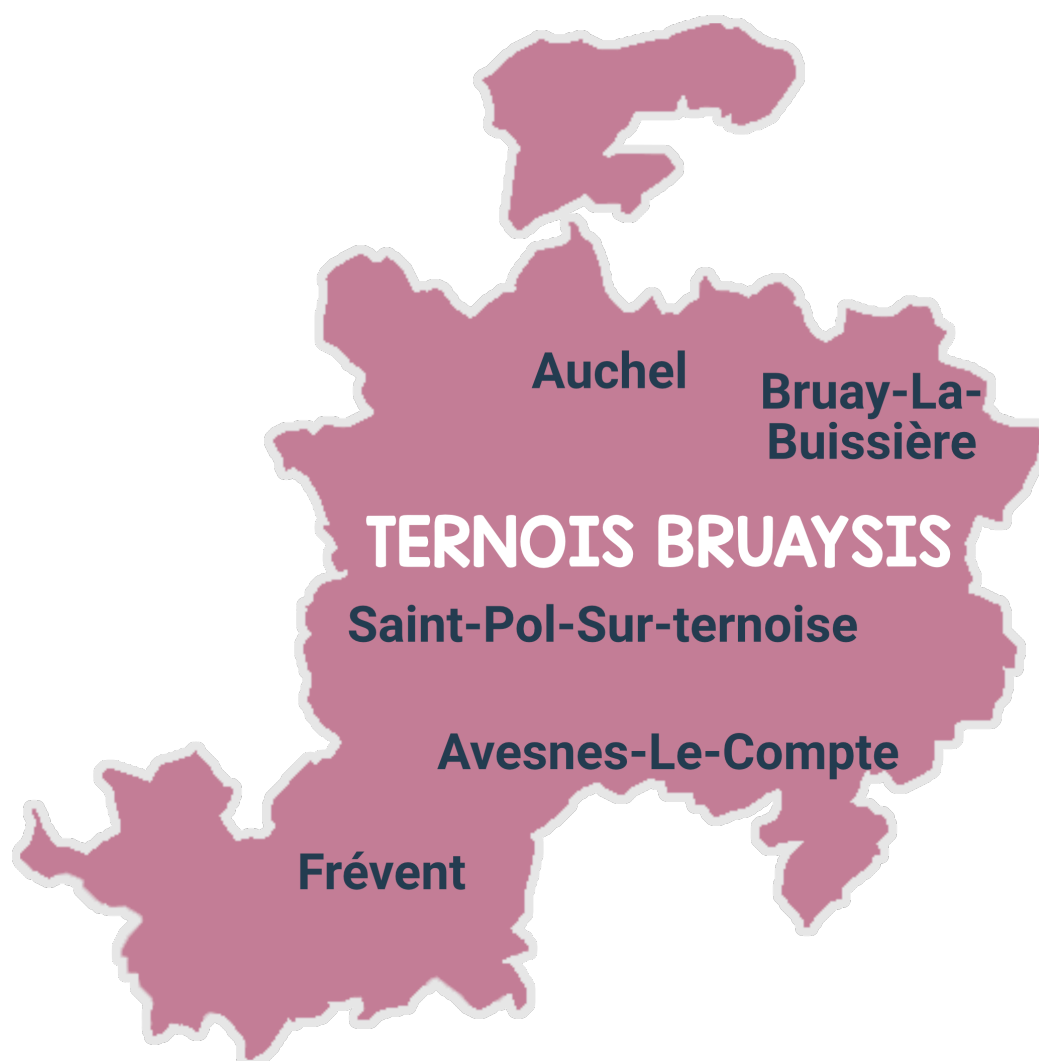 Auchel
Bruay-La-
Buissière
TERNOIS BRUAYSIS
Saint-Pol-Sur-ternoise
Avesnes-Le-Compte
Frévent